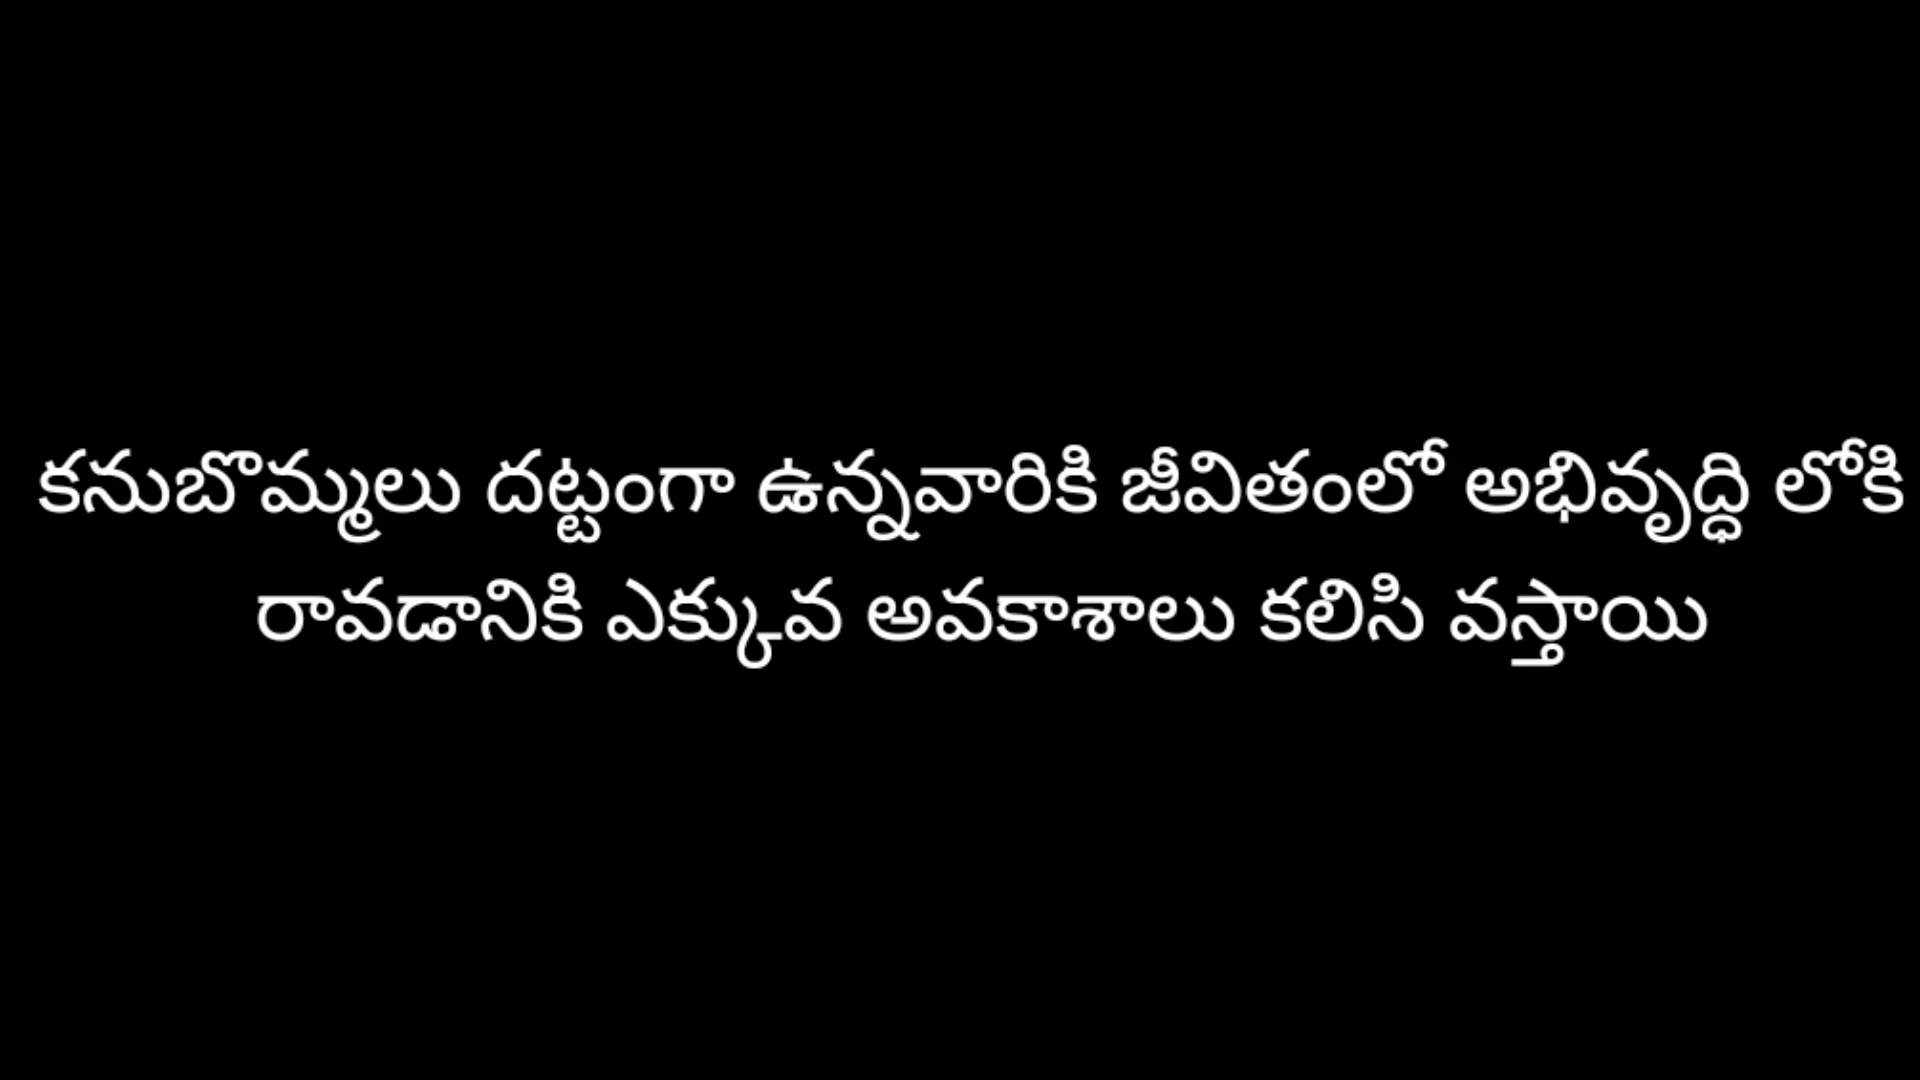 కనుబొమ్మలు దట్టంగా ఉన్నవారికి జీవితంలో అభివృద్ధి లోకి
రావడానికి ఎక్కువ అవకాశాలు కలిసి వస్తాయి